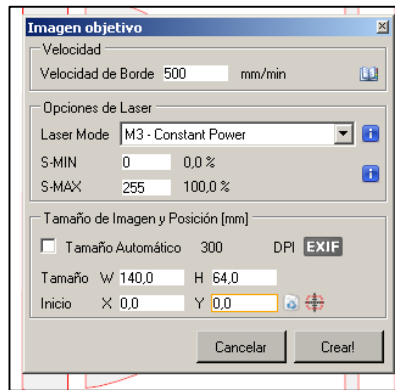 Imagen objetivo
Velocidad
Velocidad de Borde 500 mm/min
Opciones de Laser
Laser Mode M3 - Constant Power
S-MIN 0 0,0 %
S-MAX 255 100,0 %
Tamaño de Imagen y Posición [mm]
Tamaño Automático 300 DPI EXIF
Tamaño W 140,0 H 64,0
Inicio X 0,0 Y 0,0
Cancelar Crear!